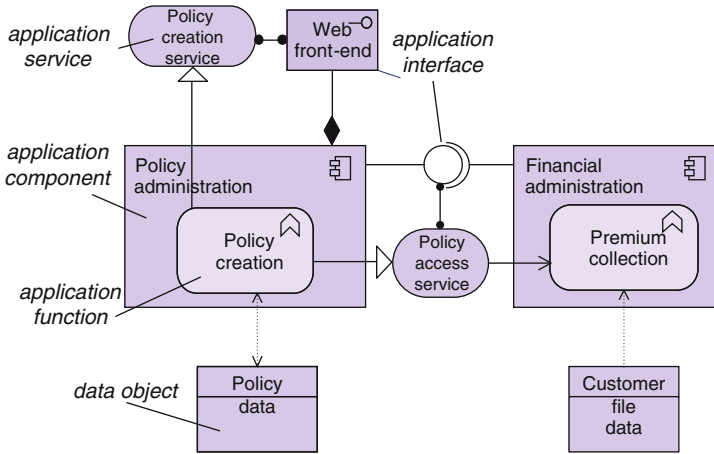 application
service
Policy
creation
service
Web
front-end
application
interface
application
component
Policy
administration
Financial
administration
Policy
creation
Policy
access
service
Premium
collection
application
function
data object
Policy
data
Customer
file
data